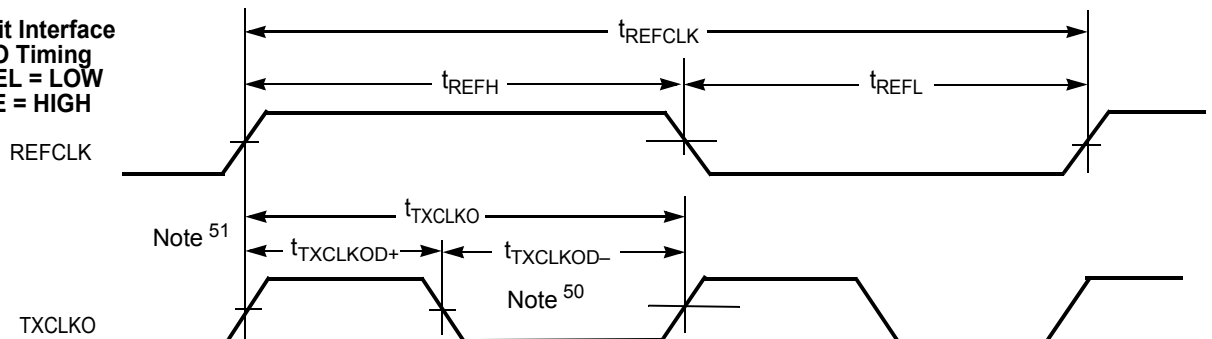 it Interface
Timing
EL = LOW
= HIGH
tREFCLK
tREFH
tREFL
REFCLK
tTXCLKO
Note 51
tTXCLKOD+
tTXCLKOD–
Note 50
TXCLKO